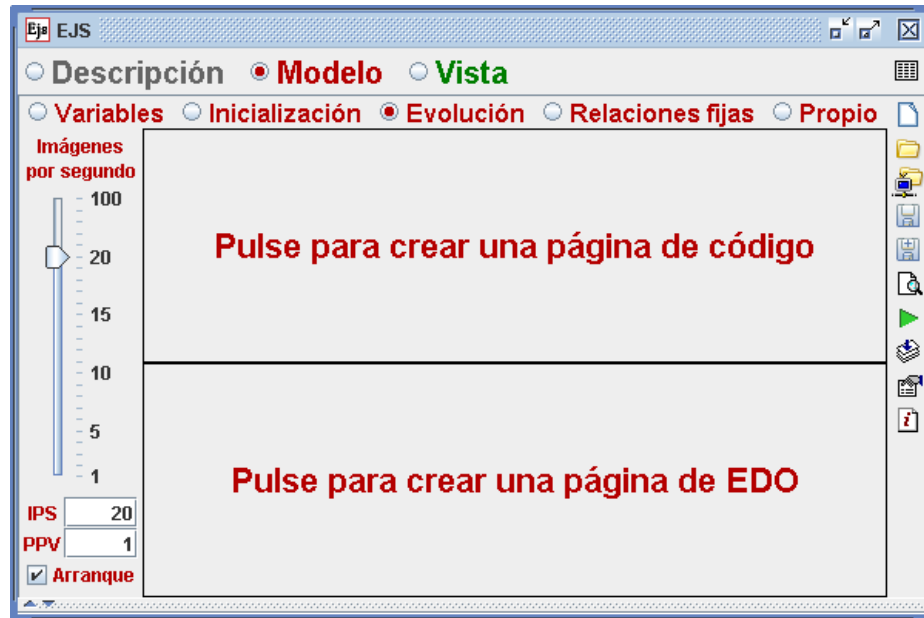 Ejs EJS
Descripción Modelo Vista
Variables Inicialización Evolución Relaciones fijas Propio
Imágenes
por segundo
100
20
15
10
5
1
IPS 20
PPV 1
Arranque
Pulse para crear una página de código
Pulse para crear una página de EDO